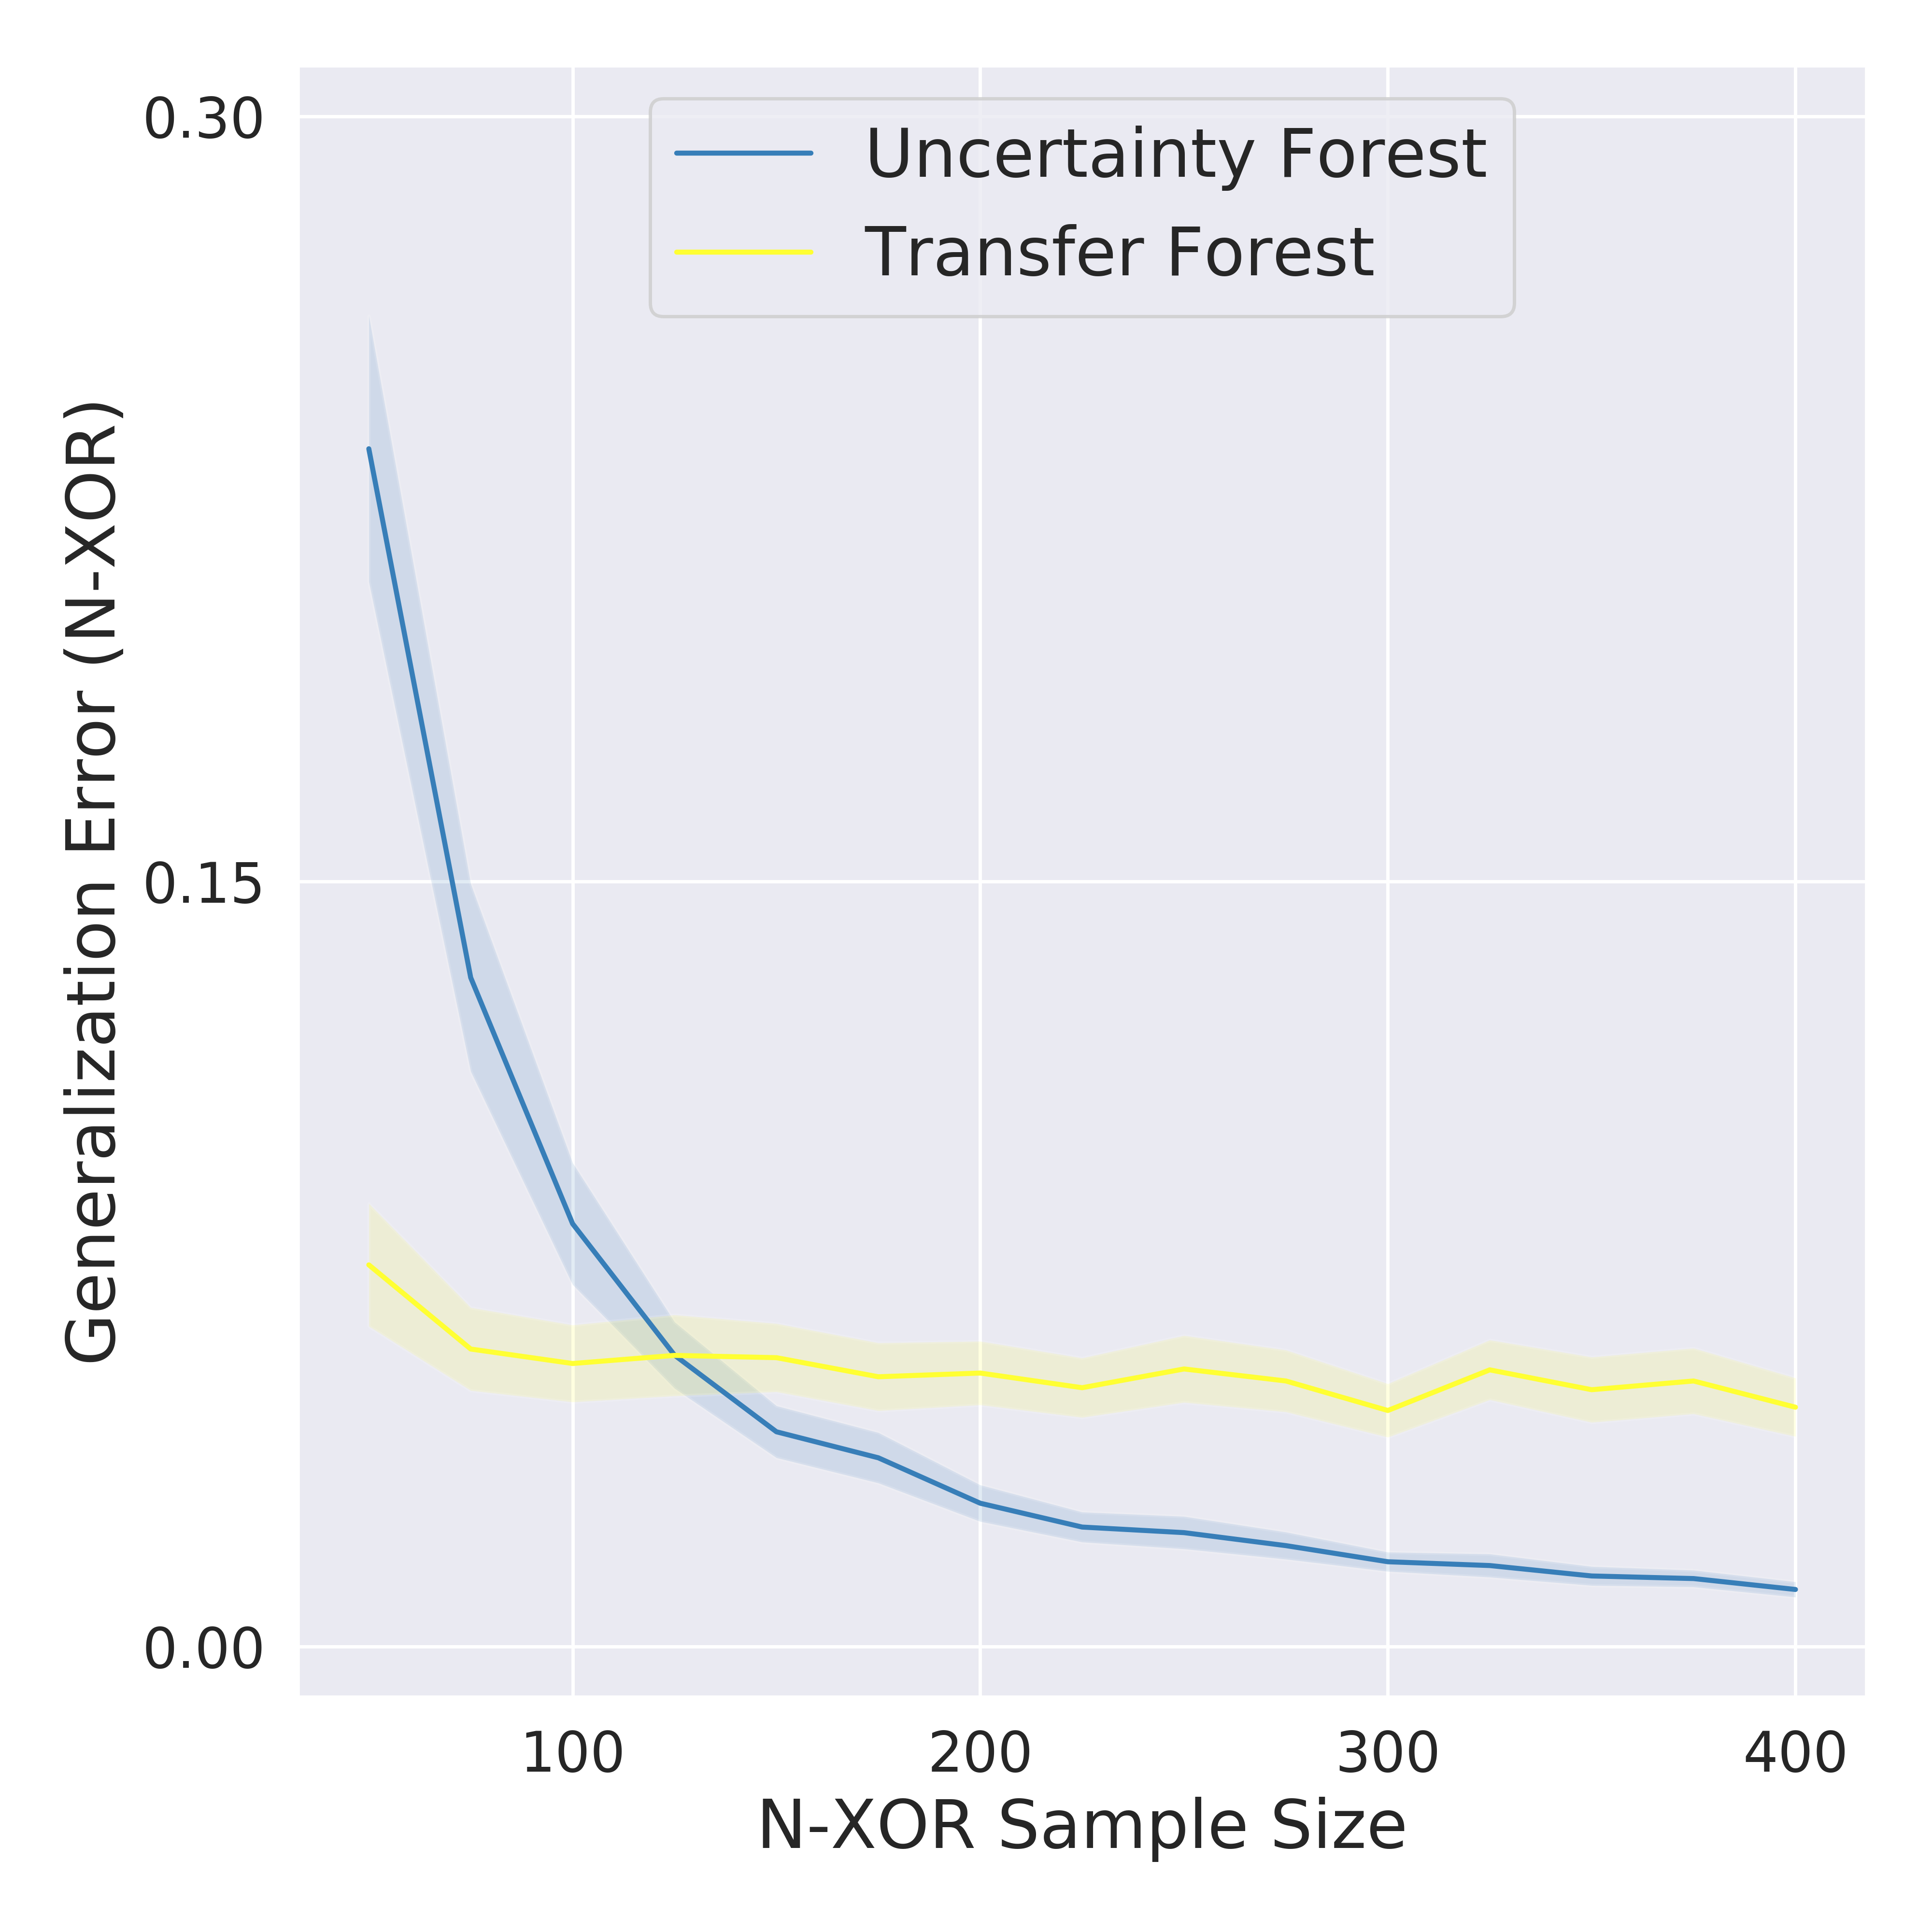 Uncertainty Forest
Transfer Forest
Generalization Error (N-XOR)
0.30
0.15
0.00
100 200 300 400
N-XOR Sample Size